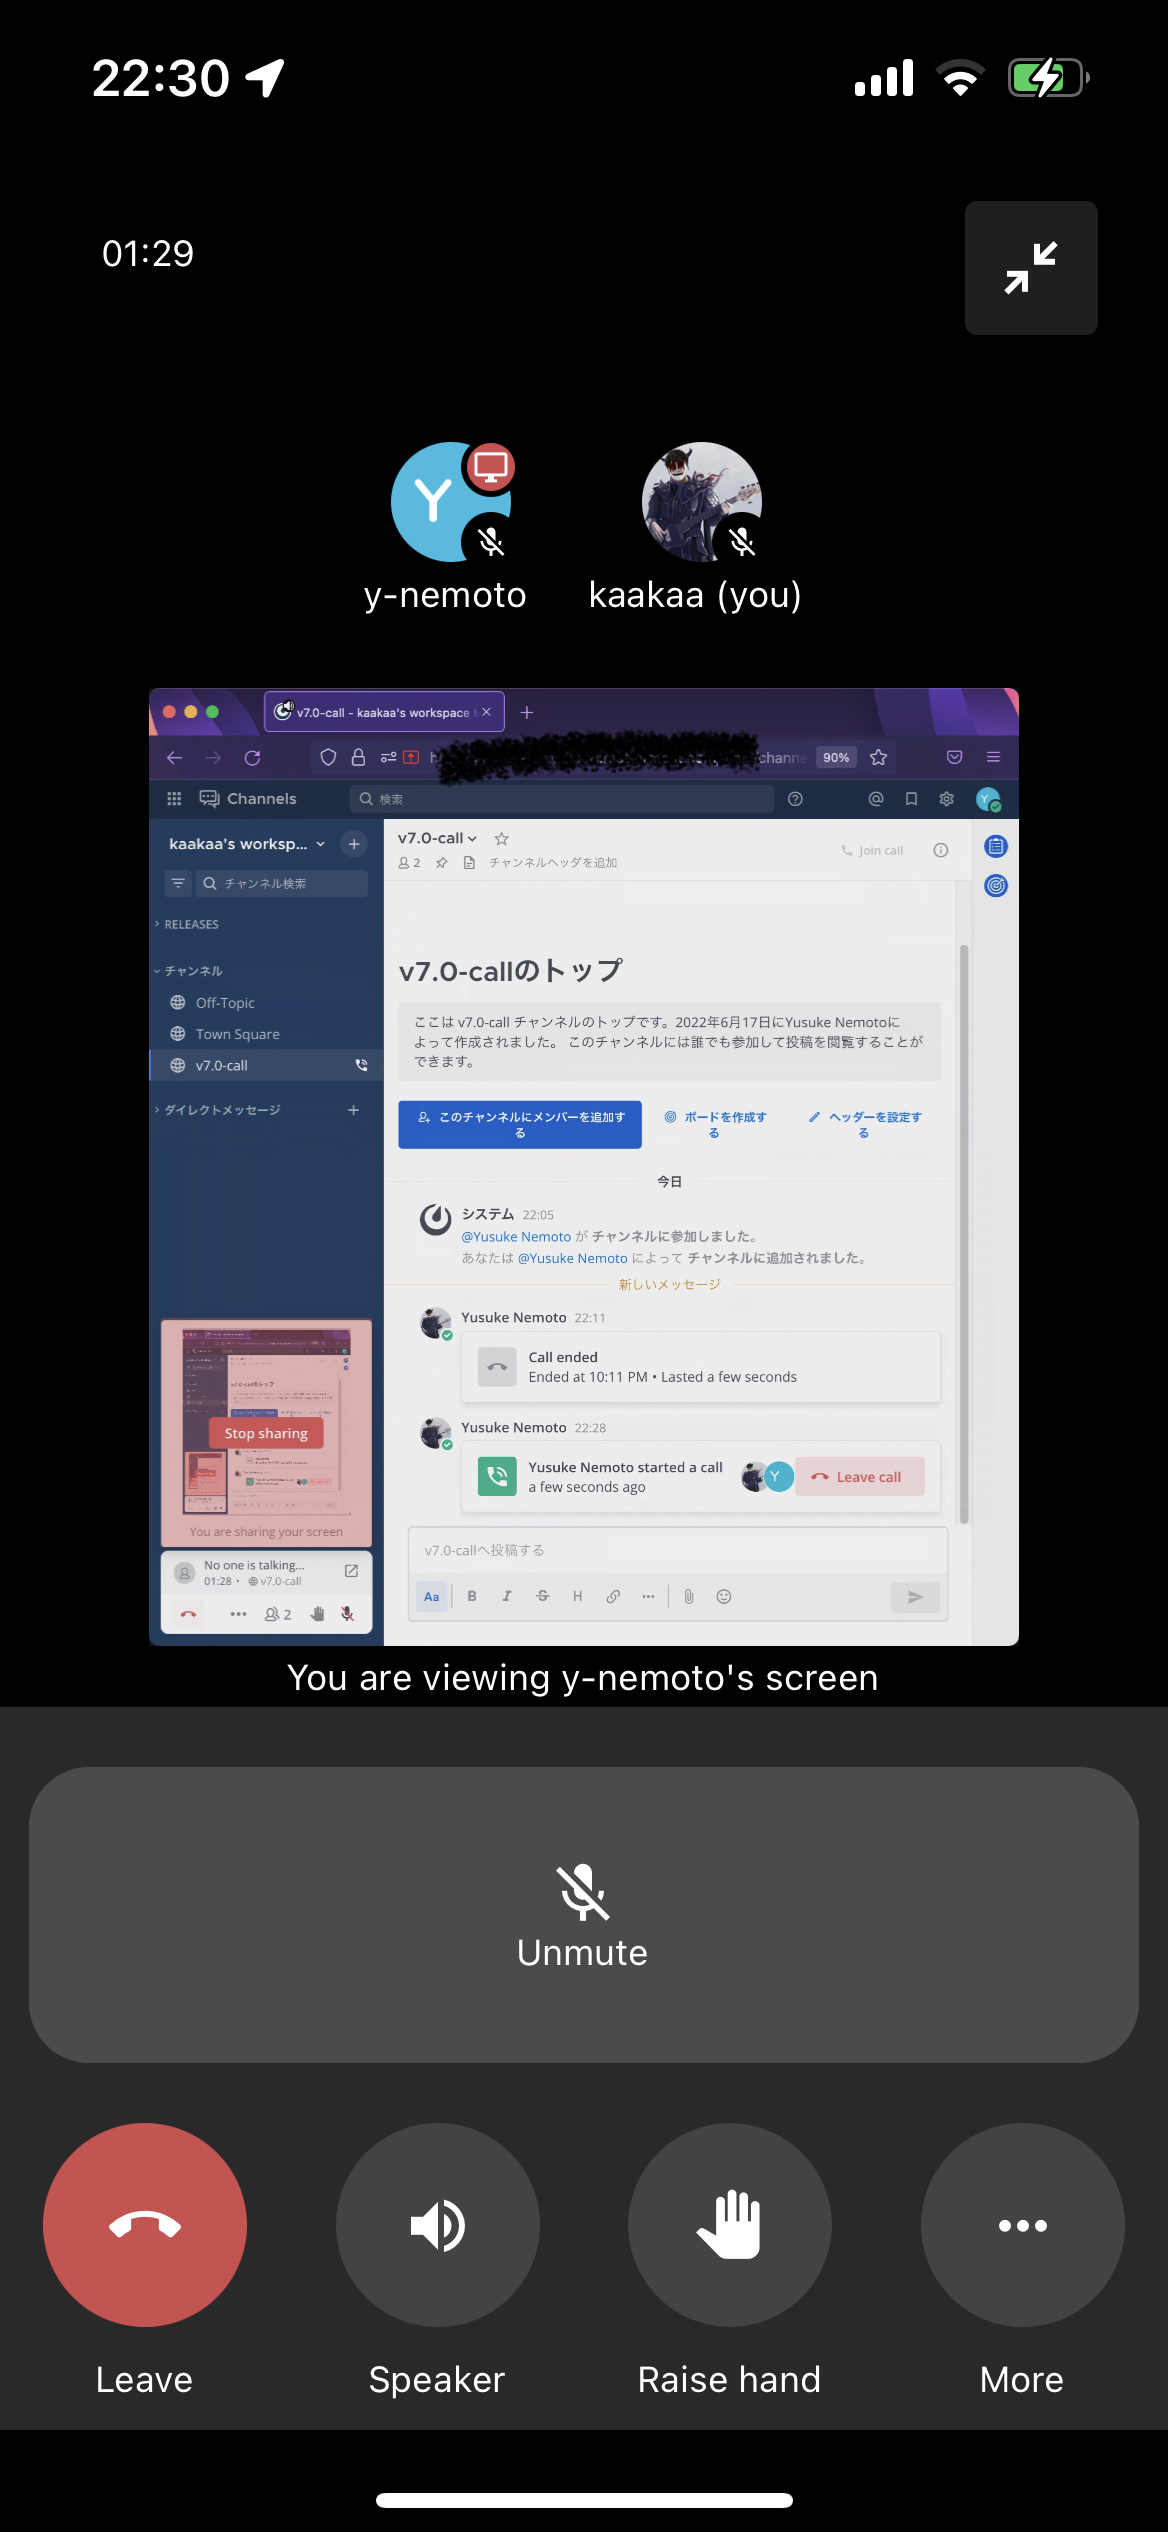 22:30
01:29
Y
y-nemoto
kaakaa (you)
v7.0-call - kaakaa's workspace
channe
90%
Channels
検索
Y
kaakaa's worksp...
チャンネル検索
RELEASES
チャンネル
Off-Topic
Town Square
v7.0-call
ダイレクトメッセージ
v7.0-call
2
チャンネルヘッダを追加
Join call
v7.0-callのトップ
ここは v7.0-call チャンネルのトップです。2022年6月17日にYusuke Nemotoに
よって作成されました。 このチャンネルには誰でも参加して投稿を閲覧することが
できます。
このチャンネルにメンバーを追加す
る
ボードを作成す
る
ヘッダーを設定す
る
今日
システム 22:05
@Yusuke Nemoto が チャンネルに参加しました。
あなたは @Yusuke Nemoto によって チャンネルに追加されました。
新しいメッセージ
Yusuke Nemoto 22:11
Call ended
Ended at 10:11 PM • Lasted a few seconds
Yusuke Nemoto 22:28
Yusuke Nemoto started a call
a few seconds ago
Y
Leave call
v7.0-callへ投稿する
Aa B I S H
v7.0-callのトップ
Stop sharing
You are sharing your screen
No one is talking...
01:28 • v7.0-call
2
You are viewing y-nemoto's screen
Unmute
Leave
Speaker
Raise hand
More